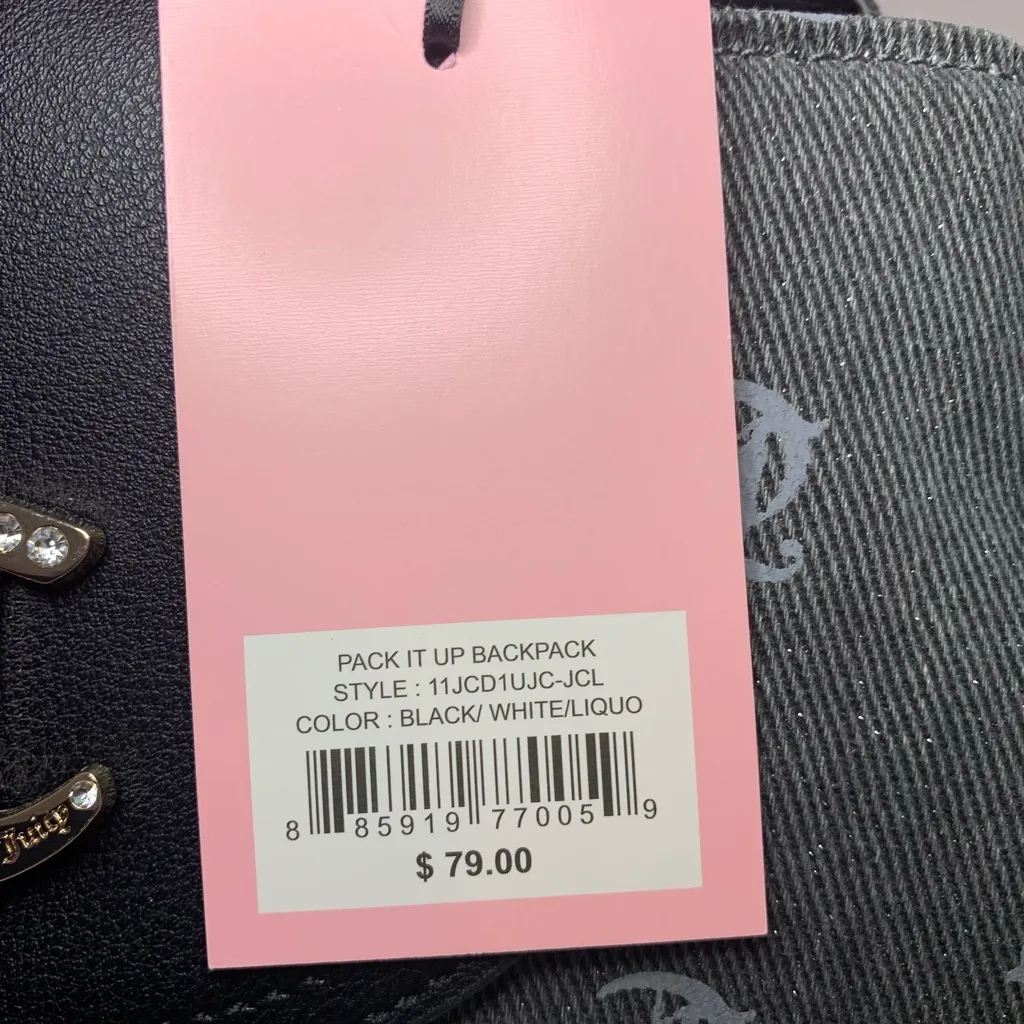 PACK IT UP BACKPACK
STYLE : 11JCD1UJC-JCL
COLOR : BLACK/ WHITE/LIQUO
8 85919 77005 9
$ 79.00
Juicy